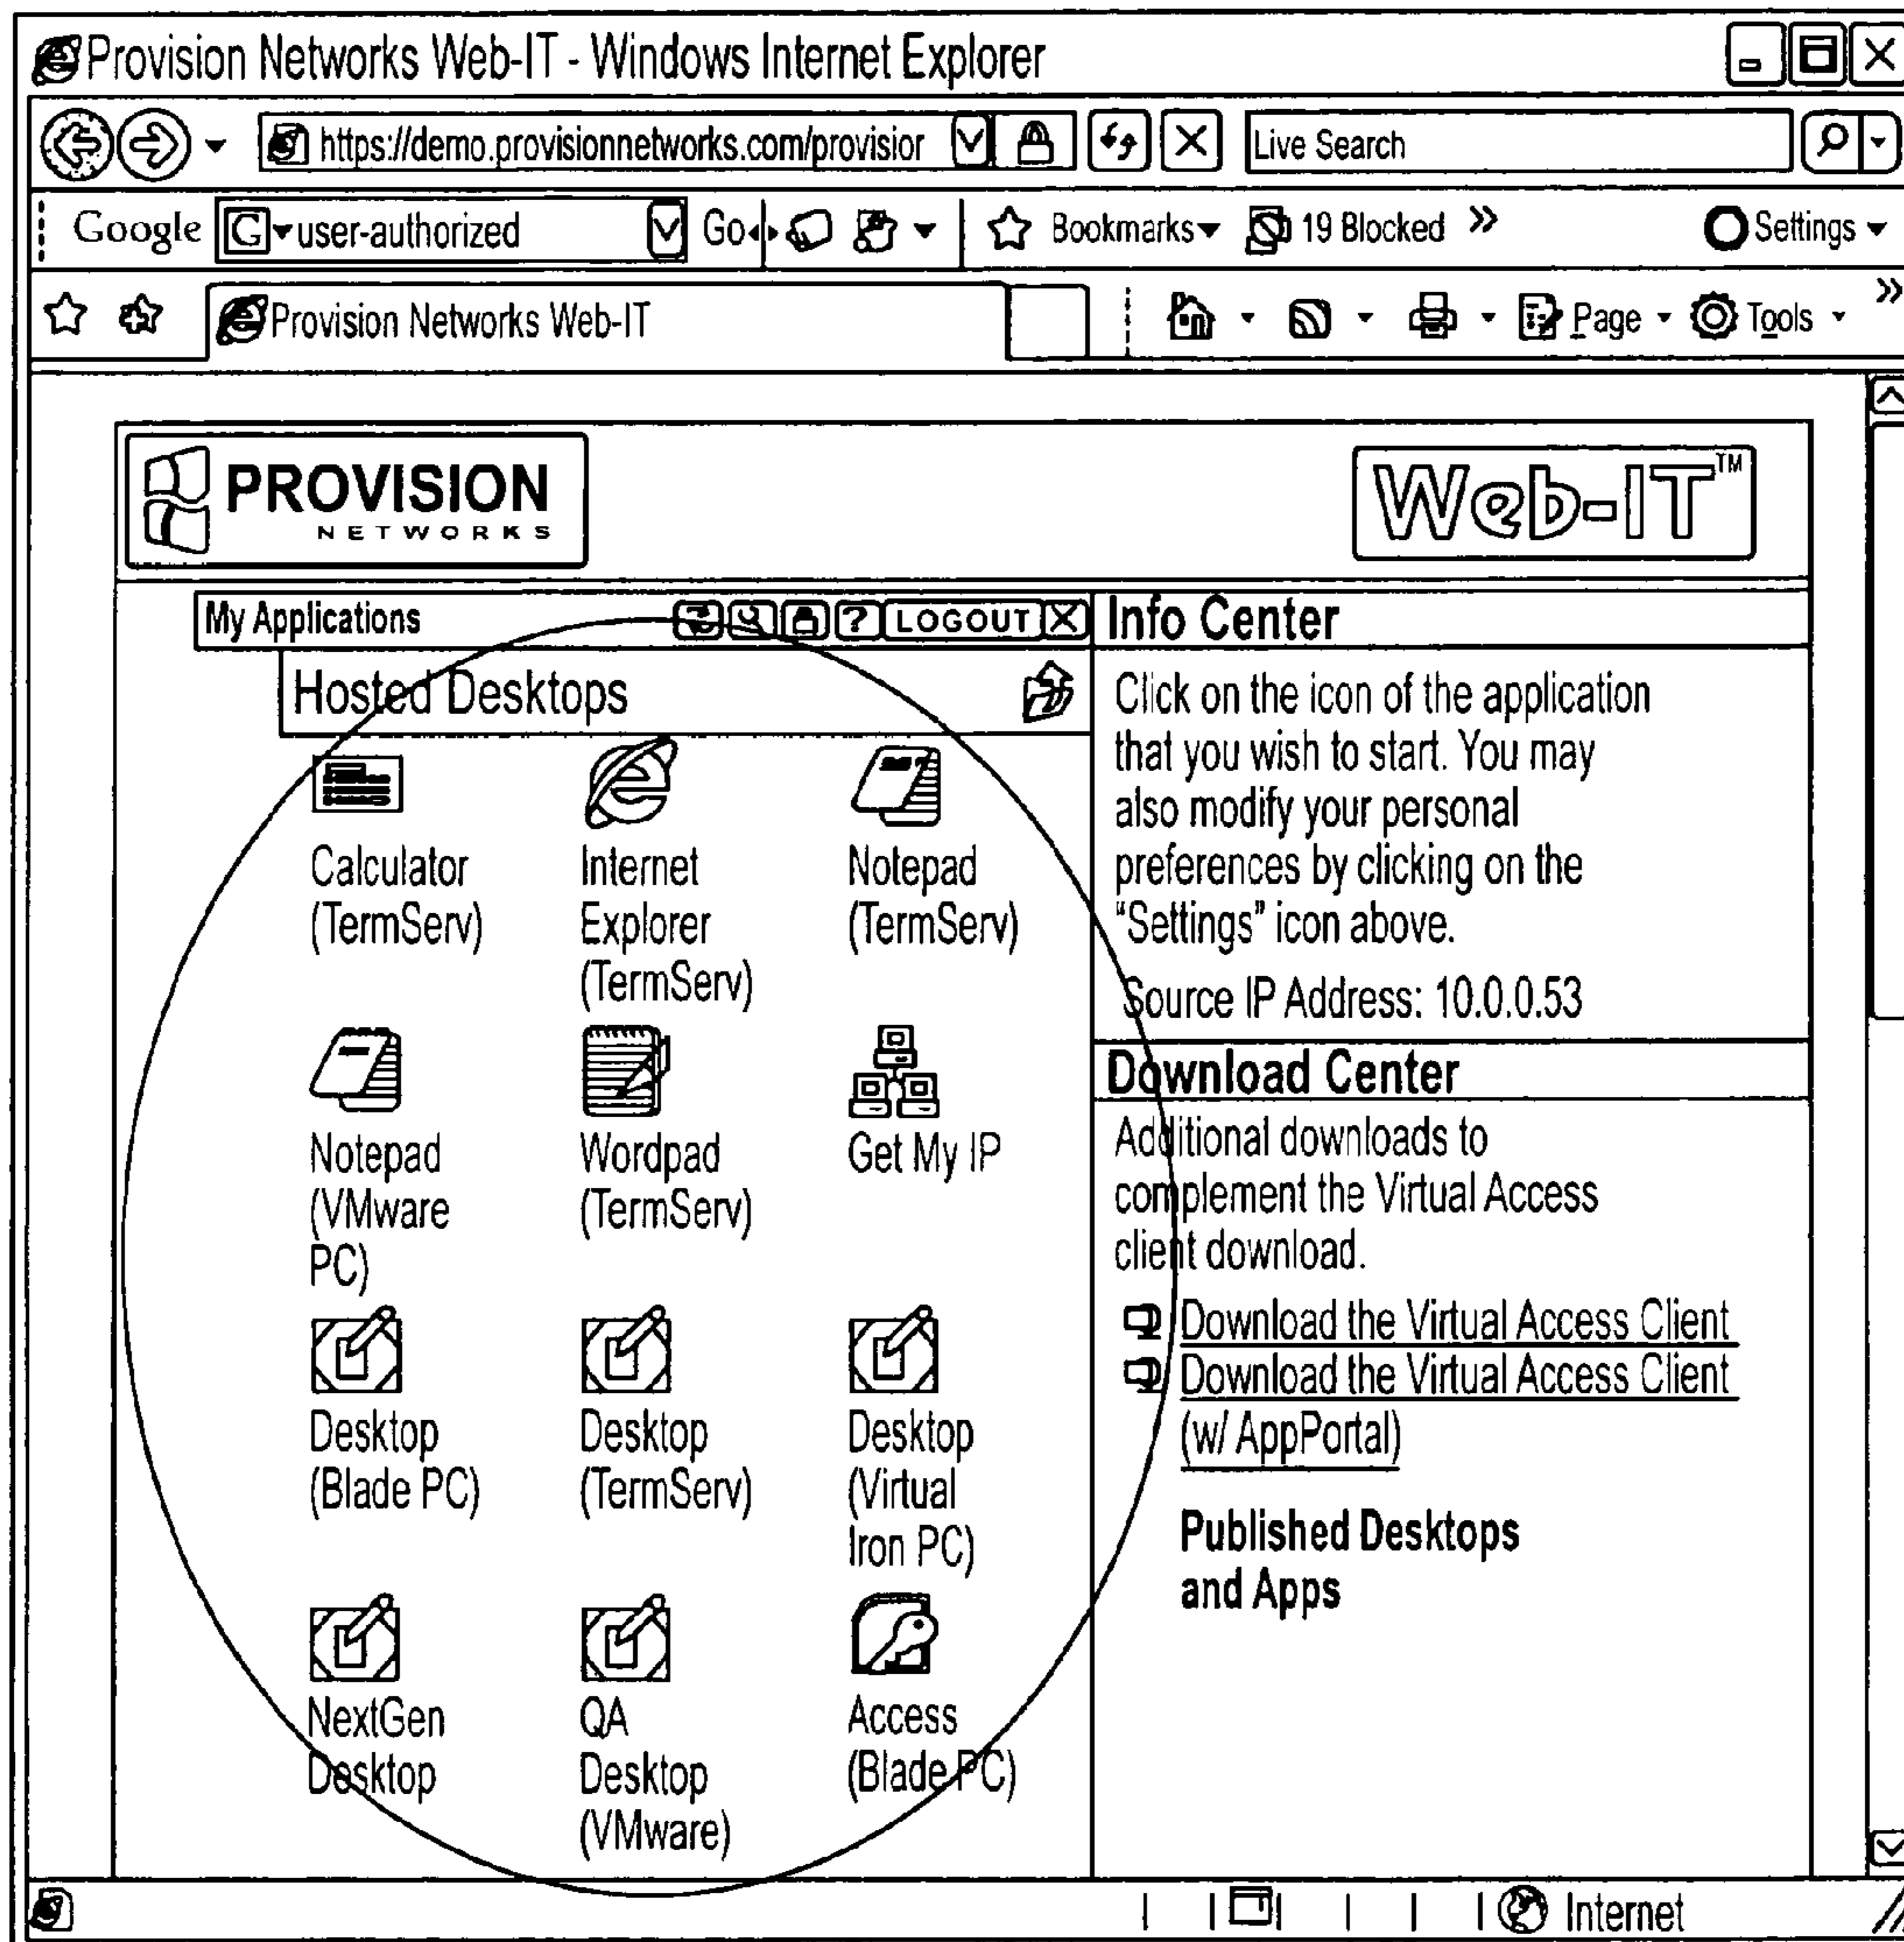 Provision Networks Web-IT - Windows Internet Explorer
https://demo.provisionnetworks.com/provisior
Live Search
Google G user-authorized Go Bookmarks 19 Blocked » Settings
Provision Networks Web-IT Page Tools »
PROVISION
NETWORKS
Web-IT™
My Applications ? LOGOUT X
Hosted Desktops
Calculator
(TermServ)
Internet
Explorer
(TermServ)
Notepad
(TermServ)
Notepad
(VMware
PC)
Wordpad
(TermServ)
Get My IP
Desktop
(Blade PC)
Desktop
(TermServ)
Desktop
(Virtual
Iron PC)
NextGen
Desktop
QA
Desktop
(VMware)
Access
(Blade PC)
Info Center
Click on the icon of the application
that you wish to start. You may
also modify your personal
preferences by clicking on the
"Settings" icon above.
Source IP Address: 10.0.0.53
Download Center
Additional downloads to
complement the Virtual Access
client download.
Download the Virtual Access Client
Download the Virtual Access Client
(w/ AppPortal)
Published Desktops
and Apps
Internet